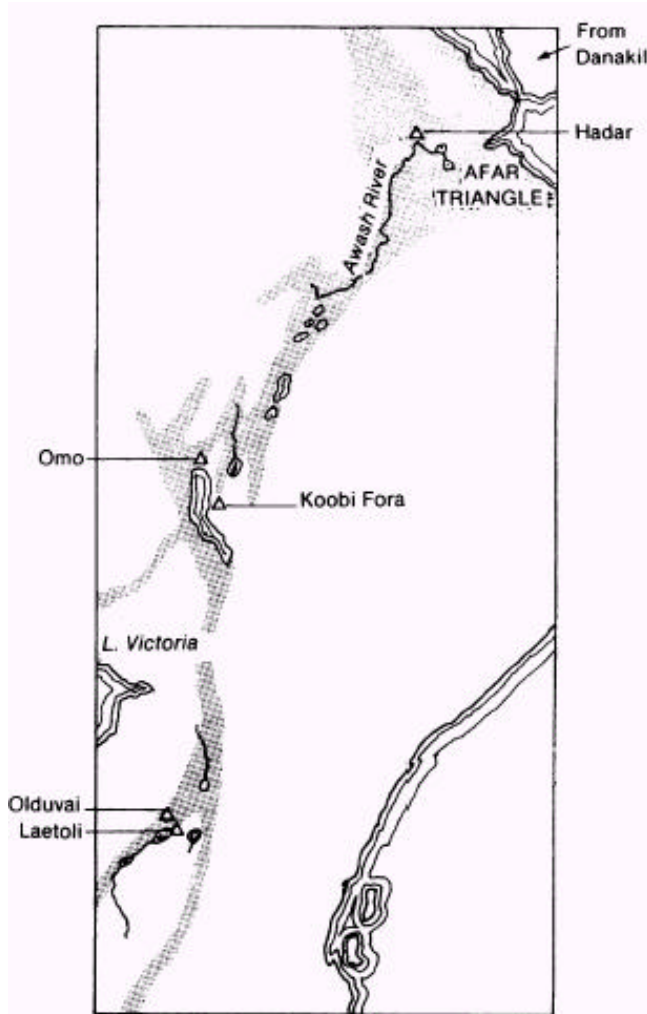 From
Danakil
Hadar
AFAR
TRIANGLE
Awash River
Omo
Koobi Fora
L. Victoria
Olduvai
Laetoli